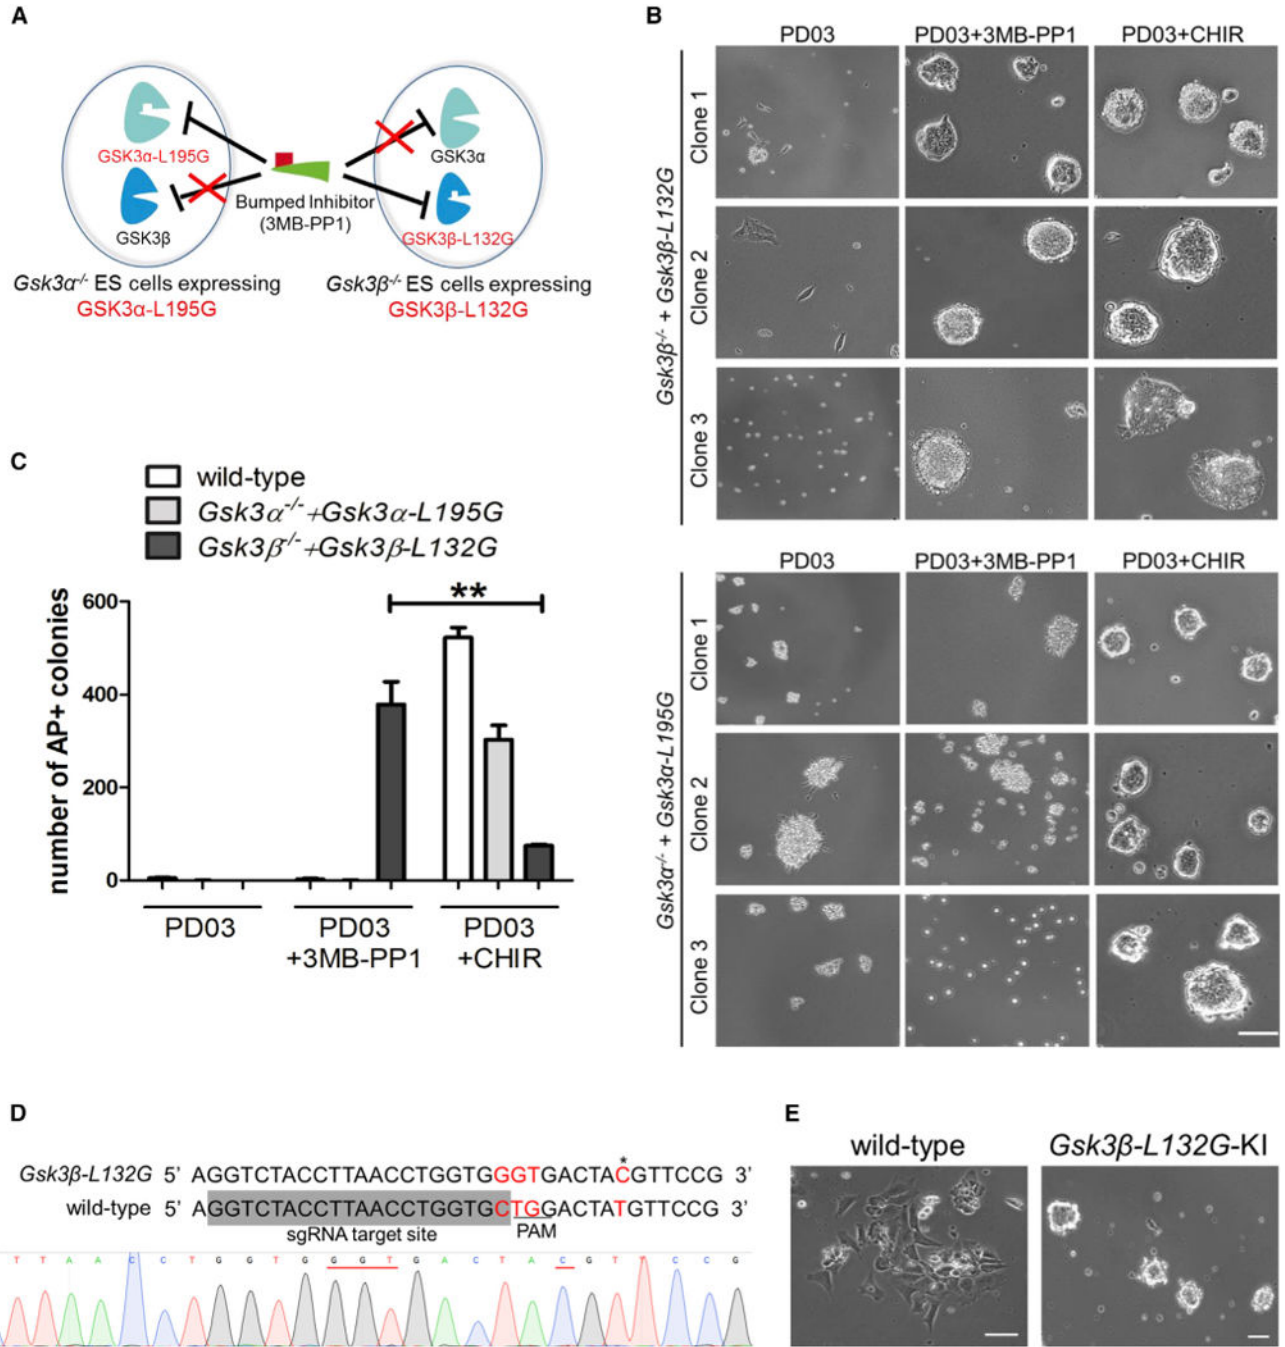 A
GSK3α-L195G
GSK3β
Bumped Inhibitor
(3MB-PP1)
GSK3α
GSK3β-L132G
Gsk3α-/- ES cells expressing
GSK3α-L195G
Gsk3β-/- ES cells expressing
GSK3β-L132G
B
PD03
PD03+3MB-PP1
PD03+CHIR
Gsk3β-/- + Gsk3β-L132G
Clone 1
Clone 2
Clone 3
PD03
PD03+3MB-PP1
PD03+CHIR
Gsk3α-/- + Gsk3α-L195G
Clone 1
Clone 2
Clone 3
C
wild-type
Gsk3α-/-+Gsk3α-L195G
Gsk3β-/-+Gsk3β-L132G
number of AP+ colonies
600
400
200
0
**
PD03
PD03
+3MB-PP1
PD03
+CHIR
D
*
Gsk3β-L132G 5' AGGTCTACCTTAACCTGGTGGGTGACTACGTTCCG 3'
wild-type 5' AGGTCTACCTTAACCTGGTGCTGGACTATGTTCCG 3'
sgRNA target site
PAM
T T A A C C T G G T G G G T G A C T A C G T T C C G
E
wild-type
Gsk3β-L132G-KI